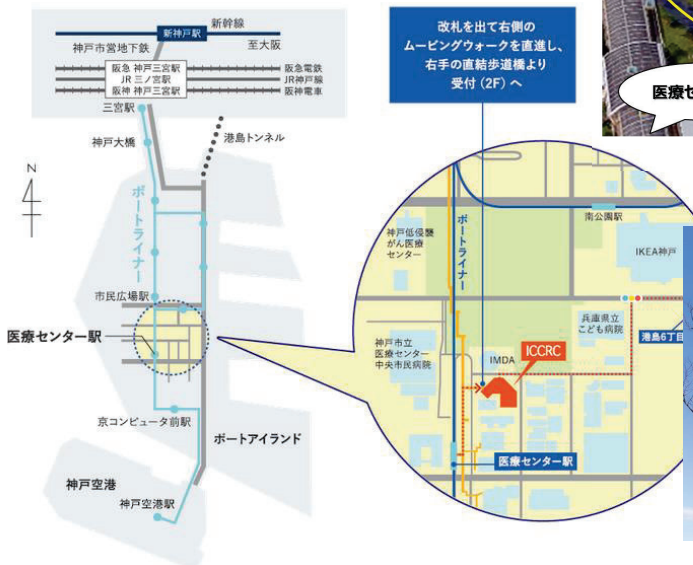 新幹線
新神戸駅
神戸市営地下鉄
至大阪
阪急 神戸三宮駅
阪急電鉄
JR 三ノ宮駅
JR神戸線
阪神 神戸三宮駅
阪神電車
三宮駅
神戸大橋
港島トンネル
N
ポートライナー
市民広場駅
医療センター駅
京コンピュータ前駅
ポートアイランド
神戸空港
神戸空港駅
改札を出て右側の
ムービングウォークを直進し、
右手の直結歩道橋より
受付（2F）へ
医療セ
南公園駅
神戸低侵襲
がん医療
センター
ポートライナー
IKEA神戸
兵庫県立
こども病院
港島6丁目
神戸市立
医療センター
中央市民病院
IMDA
ICCRC
医療センター駅